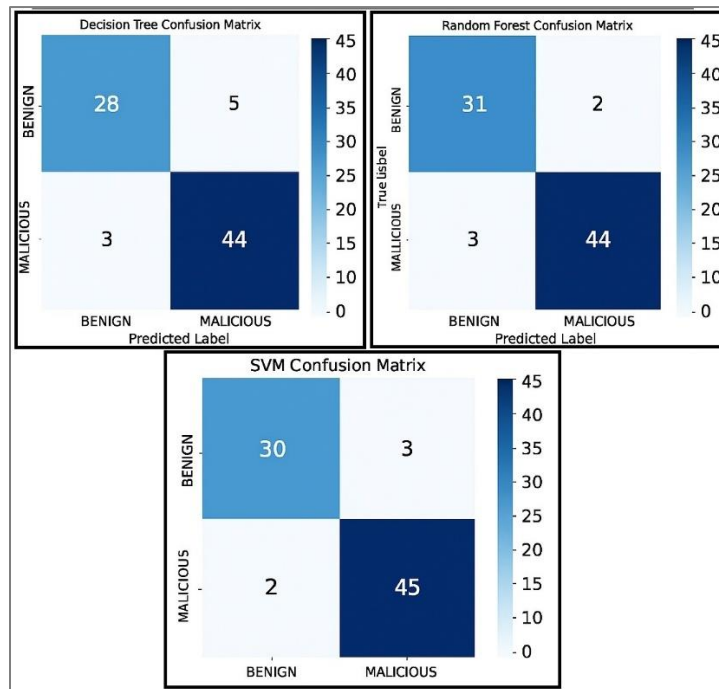 Decision Tree Confusion Matrix
BENIGN
MALICIOUS
28 5
3 44
45
40
35
30
25
20
15
10
0
BENIGN MALICIOUS
Predicted Label
Random Forest Confusion Matrix
True lısbel
BENIGN
MALLICIOUS
31 2
3 44
45
40
35
30
25
20
15
10
0
BENIGN MALICIOUS
Predicted Label
SVM Confusion Matrix
BENIGN
MALICIOUS
30 3
2 45
45
40
35
30
25
20
15
10
0
BENIGN MALICIOUS